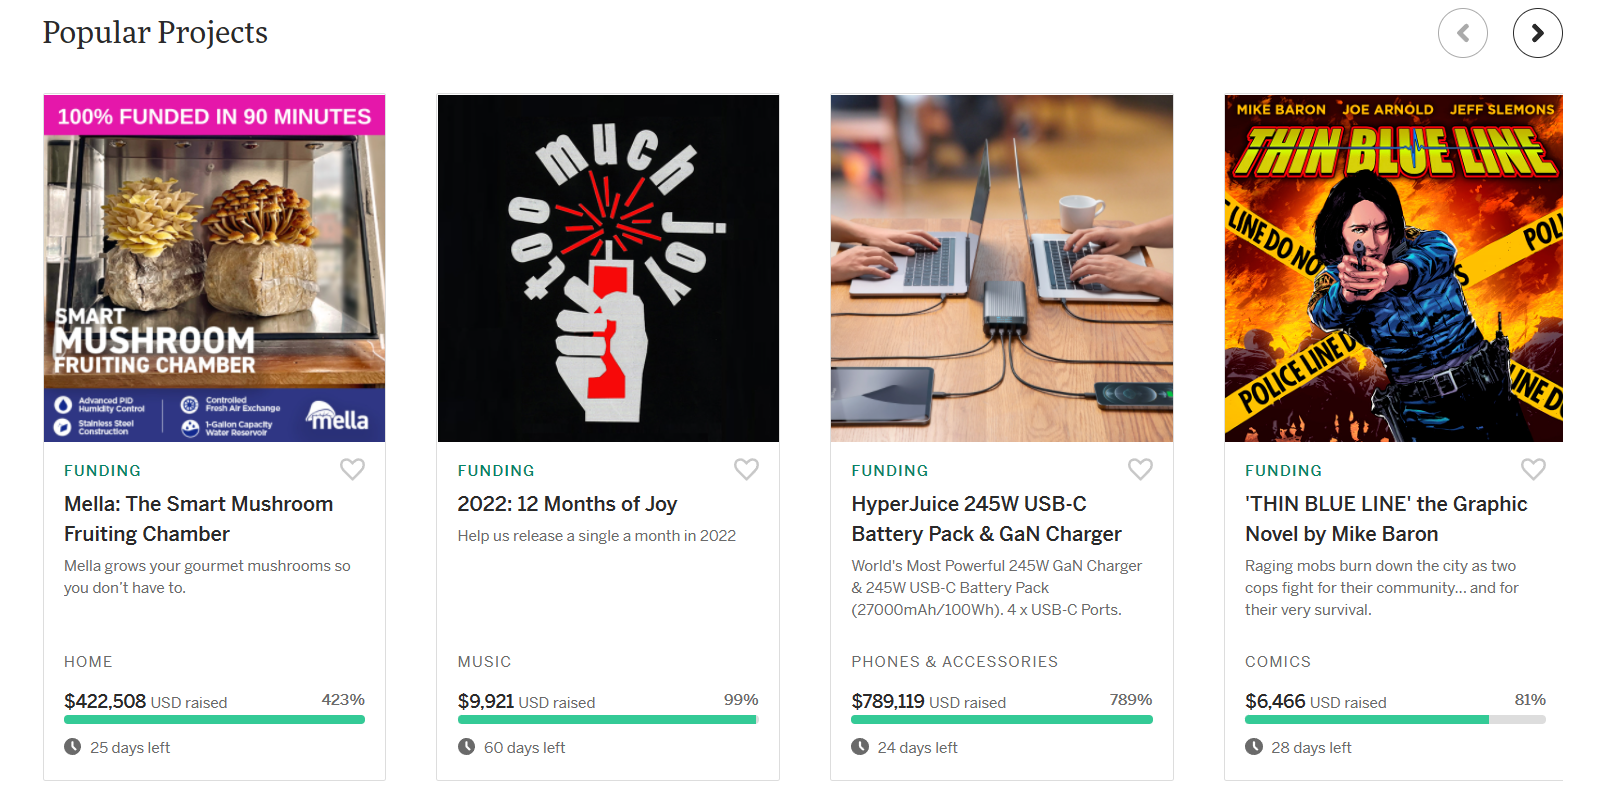 Popular Projects
100% FUNDED IN 90 MINUTES
SMART
MUSHROOM
FRUITING CHAMBER
Advanced PID
Humidity Control
Controlled
Fresh Air Exchange
Stainless Steel
Construction
1-Gallon Capacity
Water Reservoir
mella
FUNDING
Mella: The Smart Mushroom
Fruiting Chamber
Mella grows your gourmet mushrooms so
you don't have to.
HOME
$422,508 USD raised 423%
25 days left
too much joy
FUNDING
2022: 12 Months of Joy
Help us release a single a month in 2022
MUSIC
$9,921 USD raised 99%
60 days left
FUNDING
HyperJuice 245W USB-C
Battery Pack & GaN Charger
World's Most Powerful 245W GaN Charger
& 245W USB-C Battery Pack
(27000mAh/100Wh). 4 x USB-C Ports.
PHONES & ACCESSORIES
$789,119 USD raised 789%
24 days left
MIKE BARON JOE ARNOLD JEFF SLEMONS
THIN BLUE LINE
LINE DO NO
S
POLI
POLICE LINE D
LINE D
FUNDING
'THIN BLUE LINE' the Graphic
Novel by Mike Baron
Raging mobs burn down the city as two
cops fight for their community... and for
their very survival.
COMICS
$6,466 USD raised 81%
28 days left